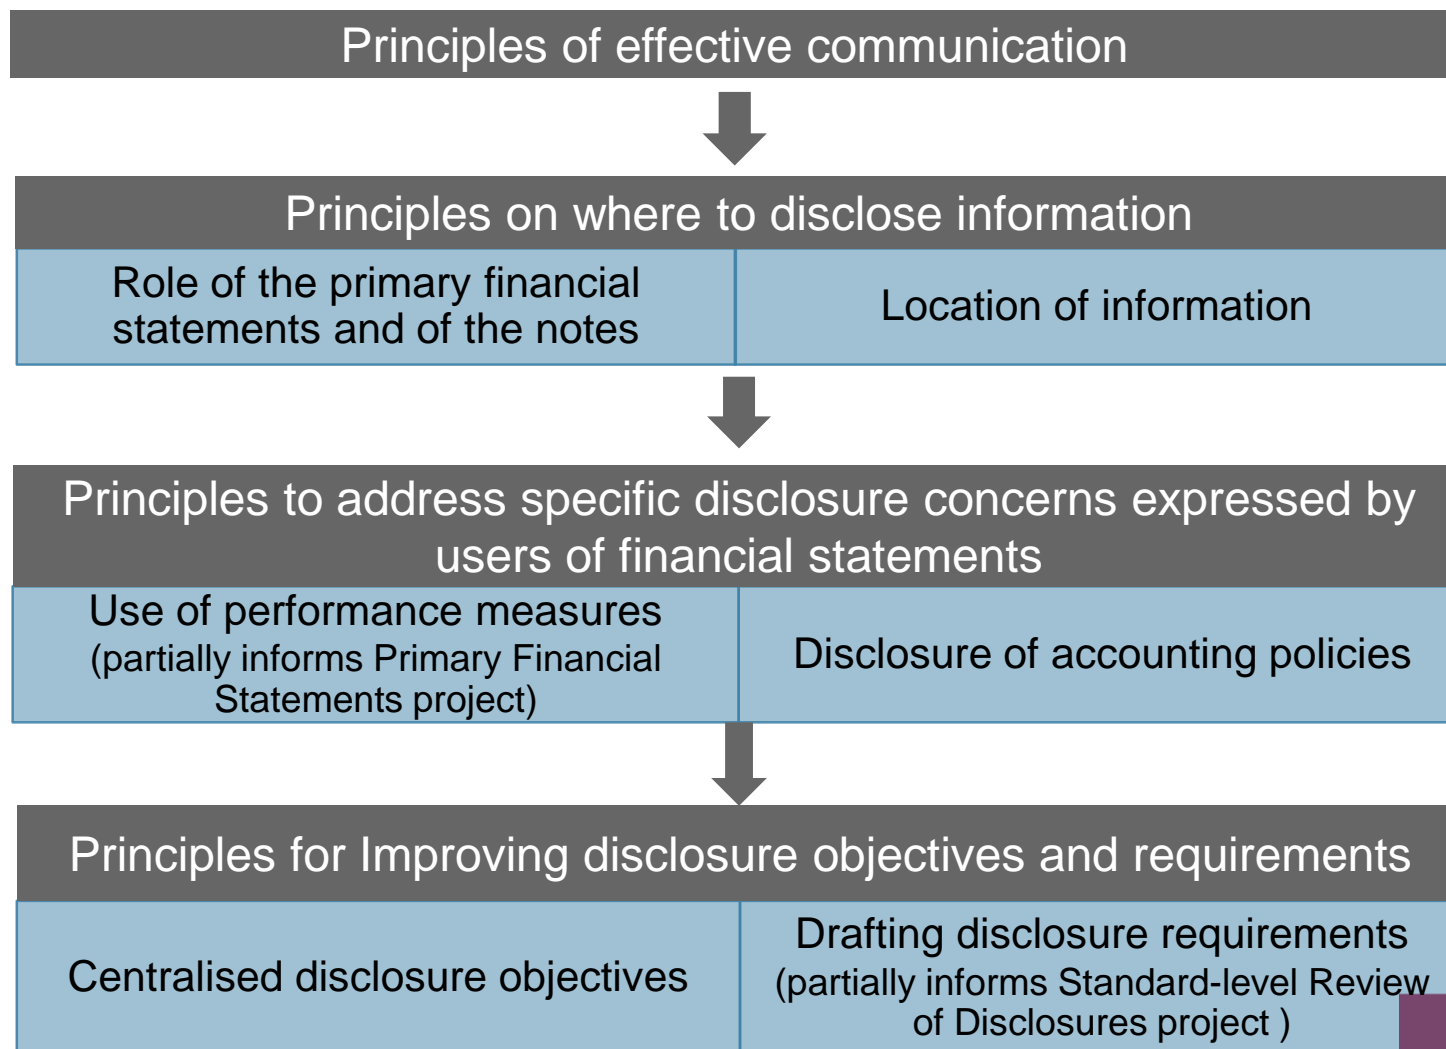 Principles of effective communication
Principles on where to disclose information
Role of the primary financial
statements and of the notes
Location of information
Principles to address specific disclosure concerns expressed by
users of financial statements
Use of performance measures
(partially informs Primary Financial
Statements project)
Disclosure of accounting policies
Principles for Improving disclosure objectives and requirements
Centralised disclosure objectives
Drafting disclosure requirements
(partially informs Standard-level Review
of Disclosures project )